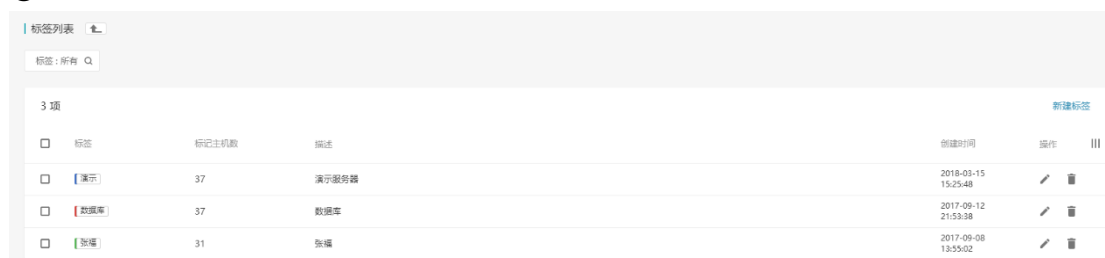 标签列表
标签：所有
3 项
新建标签
标签 标记主机数 描述 创建时间 操作
演示 37 演示服务器 2018-03-15 15:25:48
数据库 37 数据库 2017-09-12 21:53:38
张福 31 张福 2017-09-08 13:55:02